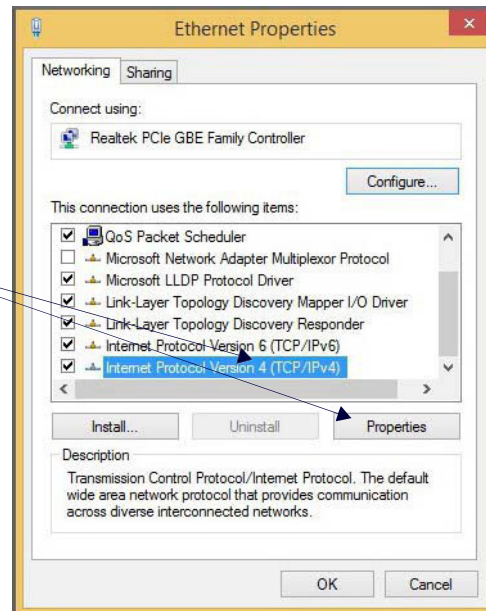 Ethernet Properties
Networking
Sharing
Connect using:
Realtek PCIe GBE Family Controller
Configure...
This connection uses the following items:
QoS Packet Scheduler
Microsoft Network Adapter Multiplexor Protocol
Microsoft LLDP Protocol Driver
Link-Layer Topology Discovery Mapper I/O Driver
Link-Layer Topology Discovery Responder
Internet Protocol Version 6 (TCP/IPv6)
Internet Protocol Version 4 (TCP/IPv4)
Install...
Uninstall
Properties
Description
Transmission Control Protocol/Internet Protocol. The default
wide area network protocol that provides communication
across diverse interconnected networks.
OK
Cancel